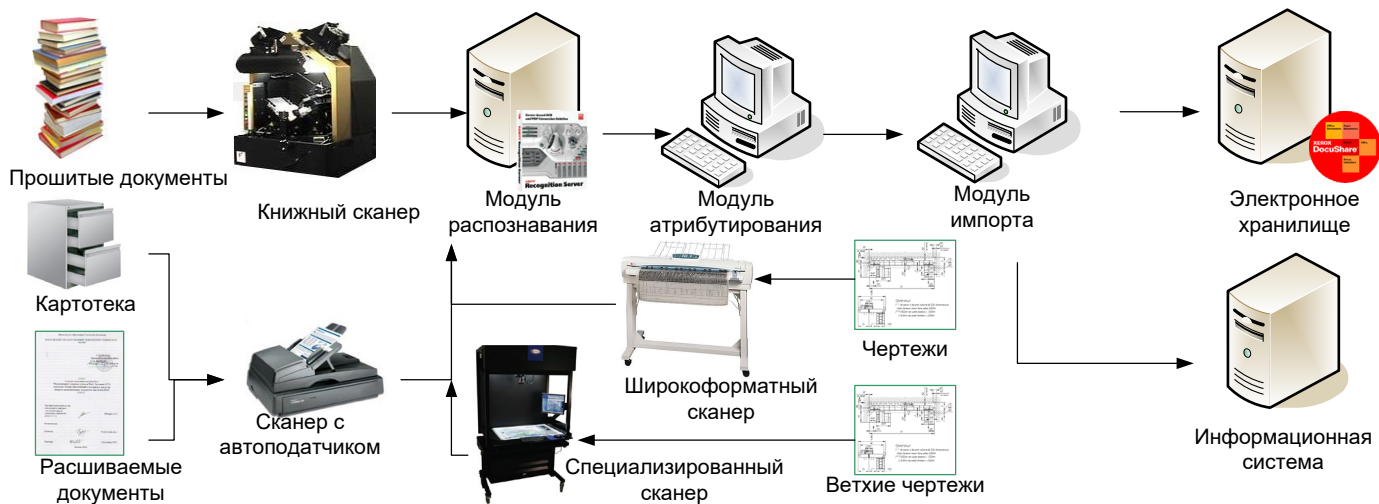 Прошитые документы
Книжный сканер
Recognition Server
Модуль
распознавания
Модуль
атрибутирования
Модуль
импорта
XEROX
DocuShare
Электронное
хранилище
Картотека
Расшиваемые
документы
Сканер с
автоподатчиком
Широкоформатный
сканер
Чертежи
Специализированный
сканер
Ветхие чертежи
Информационная
система